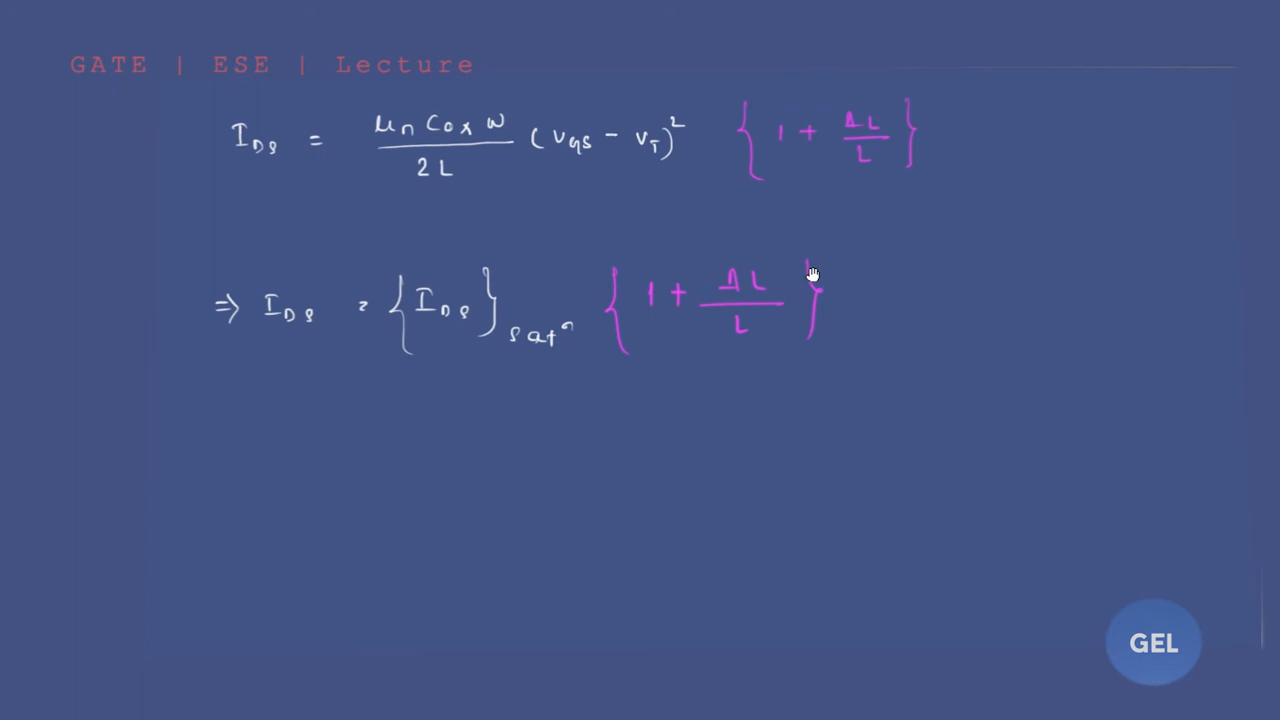 GATE | ESE | Lecture
I_DS = μn Cox W / 2L (VGS - VT)² { 1 + ΔL / L }
⇒ I_DS = { I_DS }satⁿ { 1 + ΔL / L }
GEL